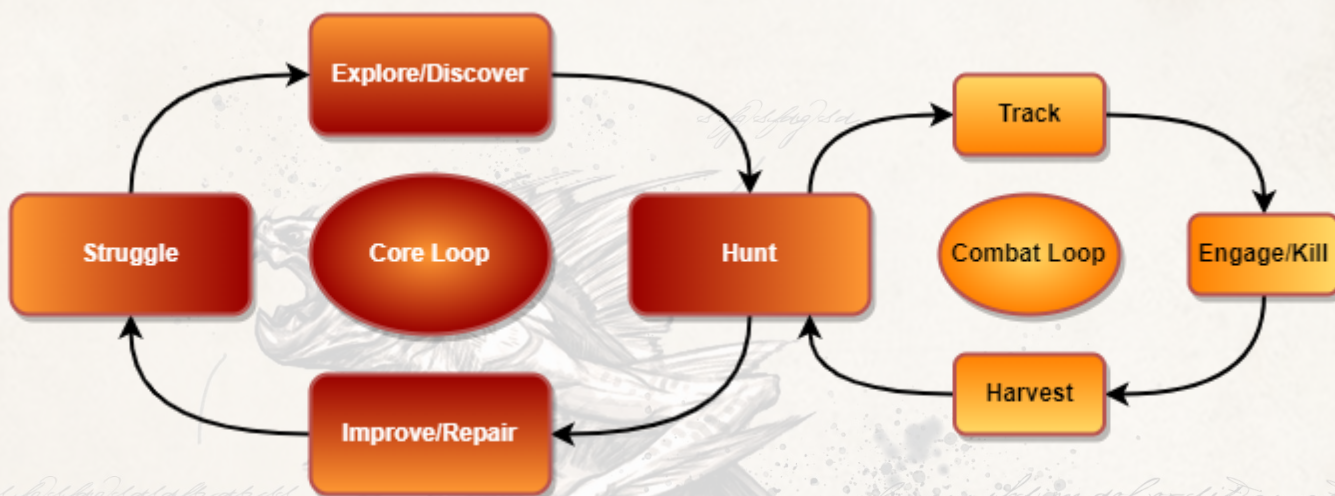 Explore/Discover
Track
Struggle
Core Loop
Hunt
Combat Loop
Engage/Kill
Harvest
Improve/Repair